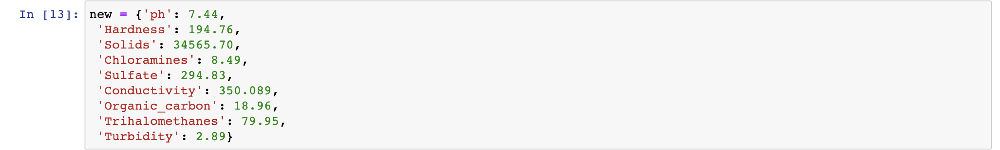 In [13]: new = {'ph': 7.44,
'Hardness': 194.76,
'Solids': 34565.70,
'Chloramines': 8.49,
'Sulfate': 294.83,
'Conductivity': 350.089,
'Organic_carbon': 18.96,
'Trihalomethanes': 79.95,
'Turbidity': 2.89}